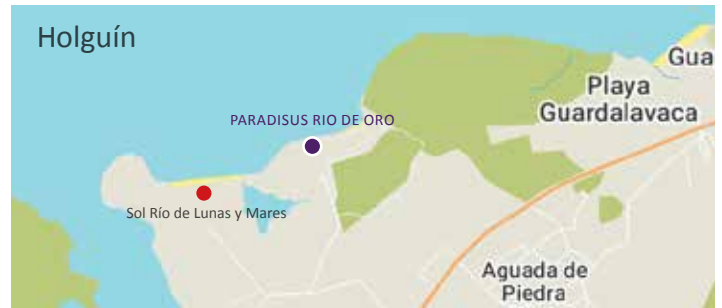 Holguín
Gua
Playa
Guardalavaca
PARADISUS RIO DE ORO
Sol Río de Lunas y Mares
Aguada de
Piedra